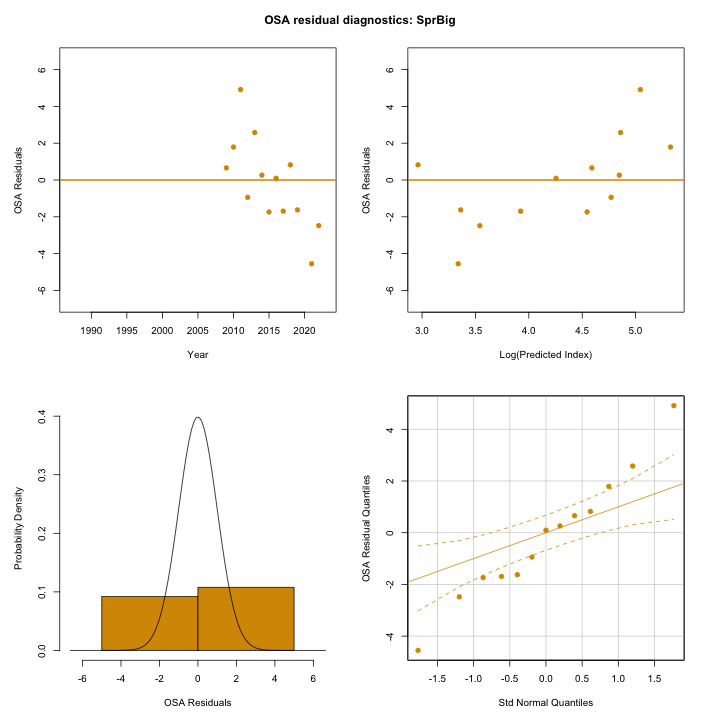 OSA residual diagnostics: SprBig
OSA Residuals
6
4
2
0
-2
-4
-6
1990 1995 2000 2005 2010 2015 2020
Year
OSA Residuals
6
4
2
0
-2
-4
-6
3.0 3.5 4.0 4.5 5.0
Log(Predicted Index)
Probability Density
0.4
0.3
0.2
0.1
0.0
-6 -4 -2 0 2 4 6
OSA Residuals
OSA Residual Quantiles
4
2
0
-2
-4
-1.5 -1.0 -0.5 0.0 0.5 1.0 1.5
Std Normal Quantiles